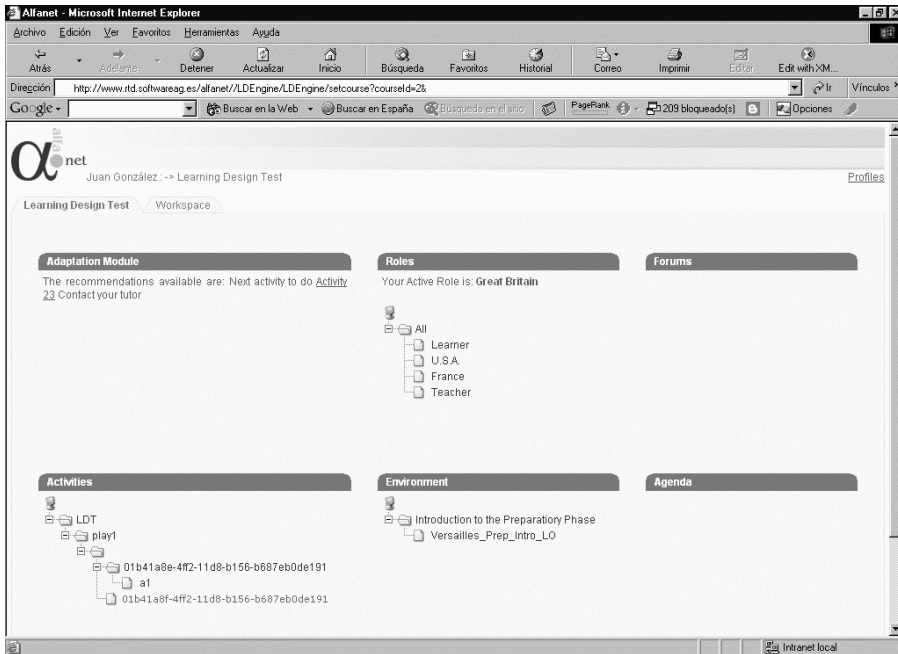 Alfanet - Microsoft Internet Explorer
Archivo Edición Ver Favoritos Herramientas Ayuda
Atrás Adelante Detener Actualizar Inicio Búsqueda Favoritos Historial Correo Imprimir Editar Edit with XM...
Dirección http://www.rtd.softwareag.es/alfanet//LDEngine/LDEngine/setcourse?courseId=2& Ir Vínculos
Google Buscar en la Web Buscar en España Búsqueda en el sitio PageRank 209 bloqueado(s) Opciones
alfa
net
Juan González : -> Learning Design Test Profiles
Learning Design Test Workspace
Adaptation Module
The recommendations available are: Next activity to do Activity
23 Contact your tutor
Roles
Your Active Role is: Great Britain
All
Learner
U.S.A.
France
Teacher
Forums
Activities
LDT
play1
01b41a8e-4ff2-11d8-b156-b687eb0de191
a1
01b41a8f-4ff2-11d8-b156-b687eb0de191
Environment
Introduction to the Preparatiory Phase
Versailles_Prep_Intro_LO
Agenda
Intranet local